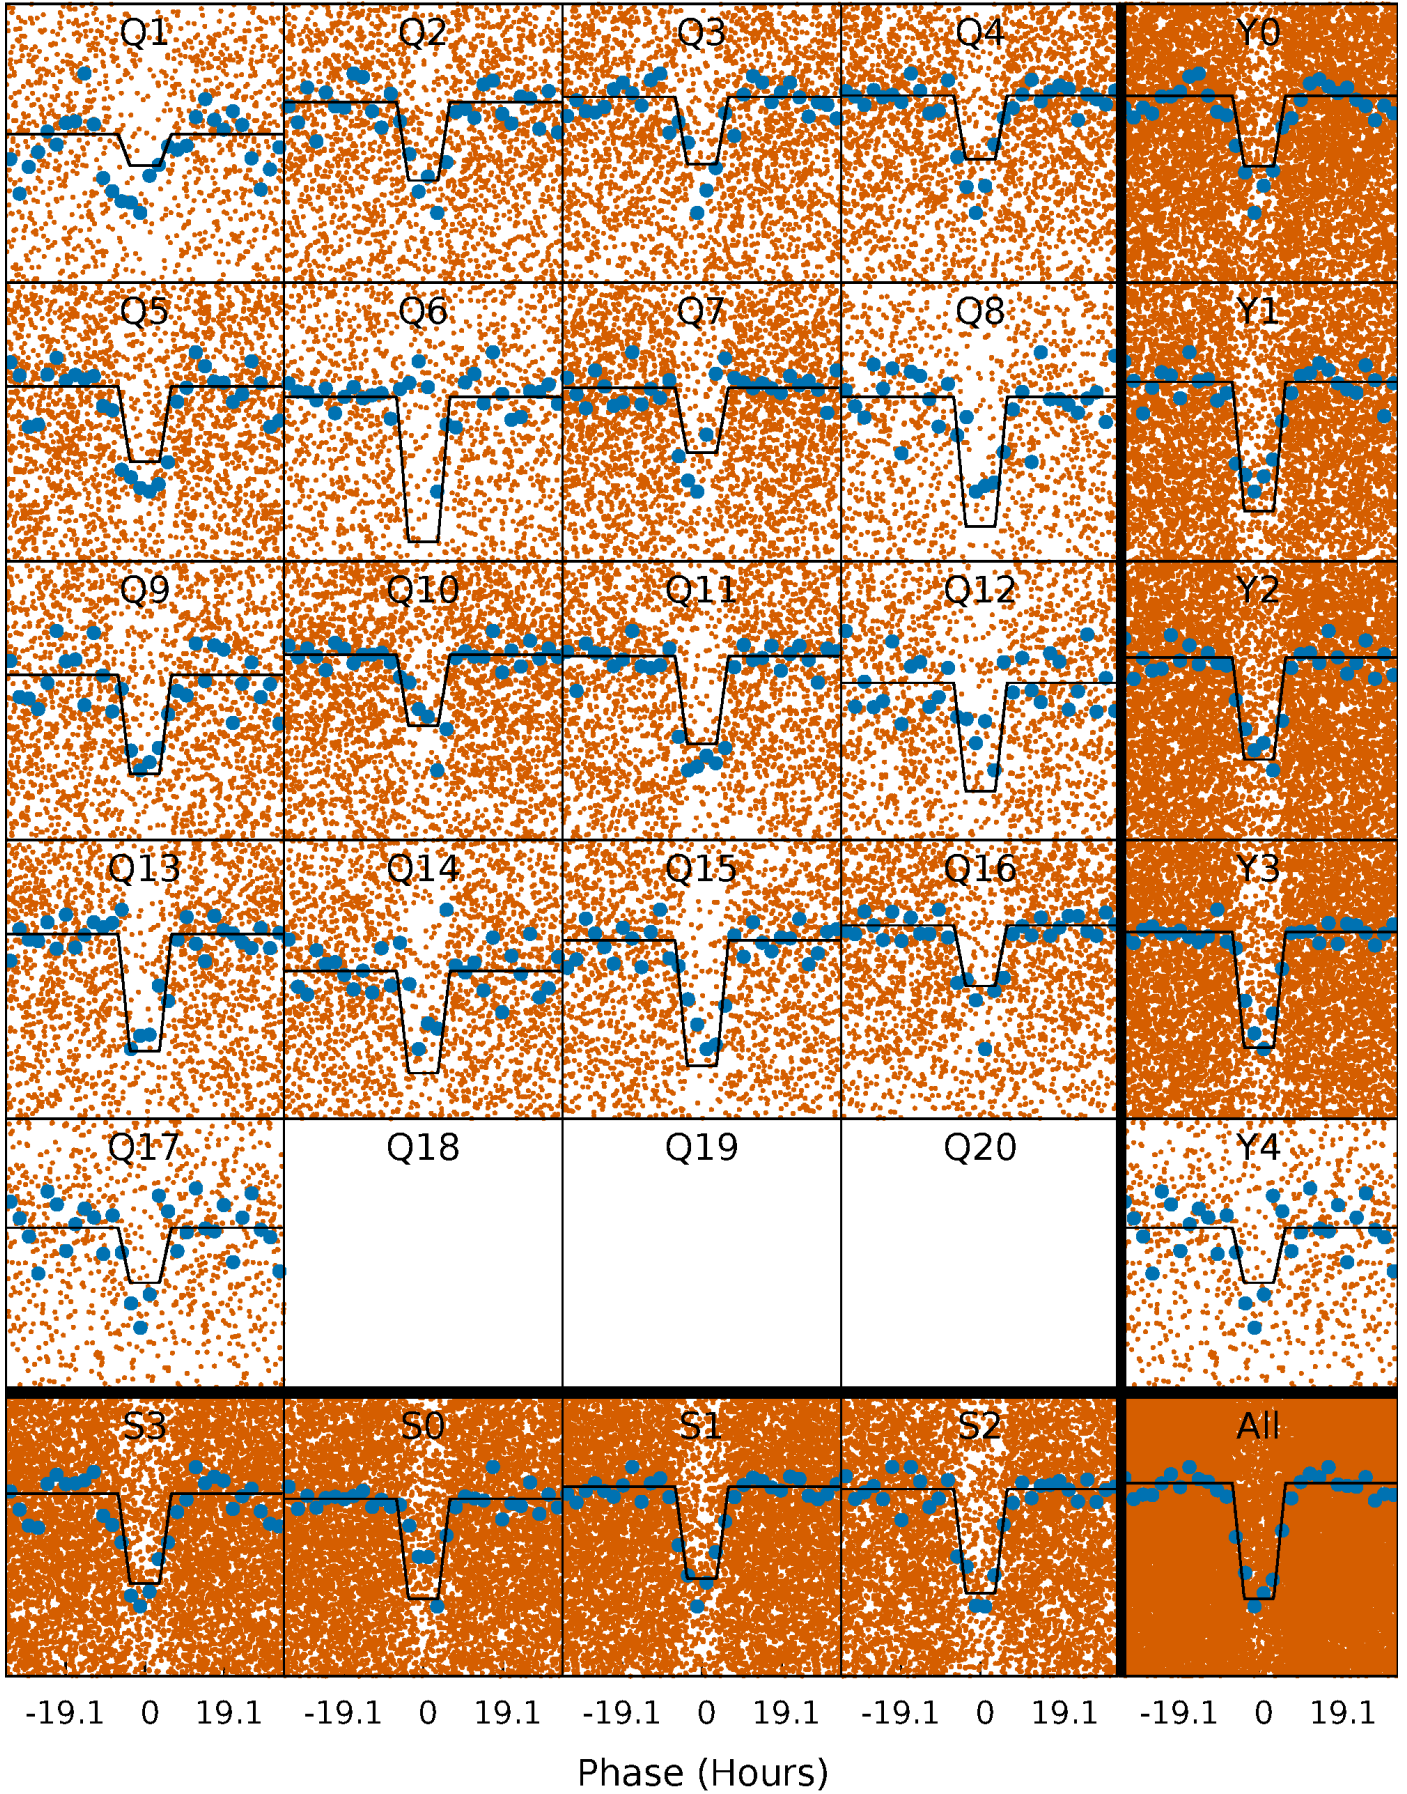 Q1 Q2 Q3 Q4 Y0
Q5 Q6 Q7 Q8 Y1
Q9 Q10 Q11 Q12 Y2
Q13 Q14 Q15 Q16 Y3
Q17 Q18 Q19 Q20 Y4
S3 S0 S1 S2 All
-19.1 0 19.1 -19.1 0 19.1 -19.1 0 19.1 -19.1 0 19.1 -19.1 0 19.1
Phase (Hours)